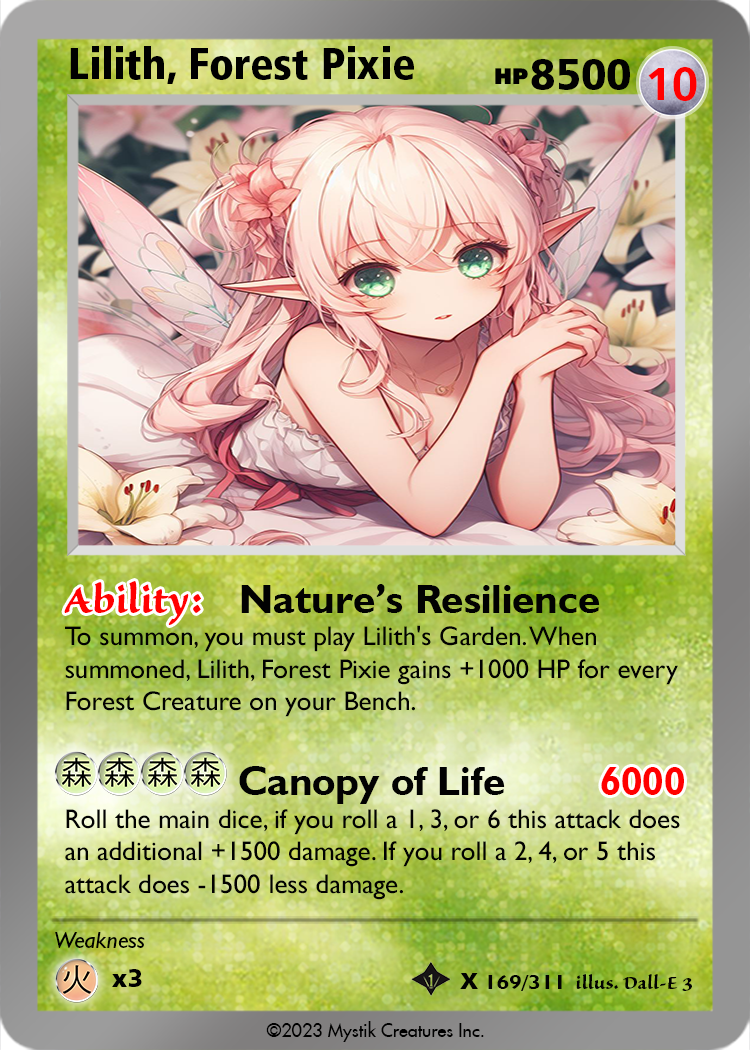 Lilith, Forest Pixie
HP8500
10
Ability: Nature's Resilience
To summon, you must play Lilith's Garden. When
summoned, Lilith, Forest Pixie gains +1000 HP for every
Forest Creature on your Bench.
森 森 森 森 Canopy of Life 6000
Roll the main dice, if you roll a 1, 3, or 6 this attack does
an additional +1500 damage. If you roll a 2, 4, or 5 this
attack does -1500 less damage.
Weakness
火 x3
1 X 169/311 illus. Dall-E 3
©2023 Mystik Creatures Inc.